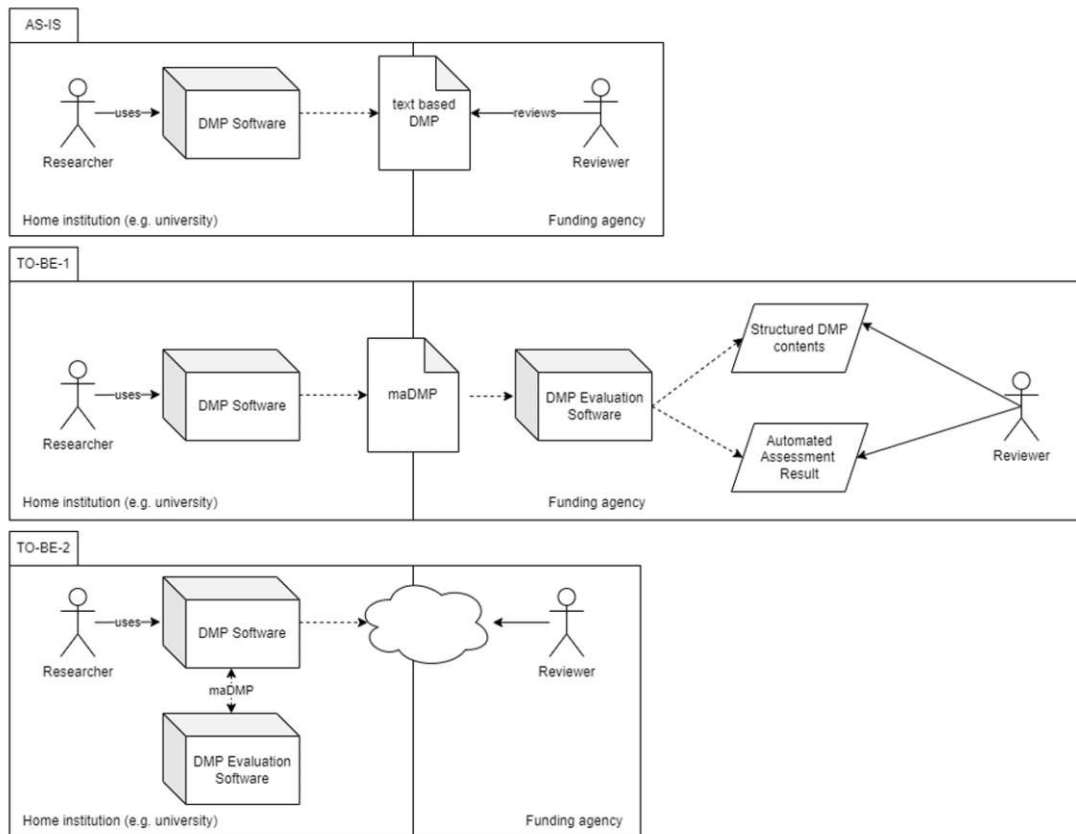 AS-IS
uses
DMP Software
text based
DMP
reviews
Researcher
Reviewer
Home institution (e.g. university)
Funding agency
TO-BE-1
Structured DMP
contents
uses
DMP Software
maDMP
DMP Evaluation
Software
Researcher
Automated
Assessment
Result
Reviewer
Home institution (e.g. university)
Funding agency
TO-BE-2
uses
DMP Software
Researcher
Reviewer
maDMP
DMP Evaluation
Software
Home institution (e.g. university)
Funding agency